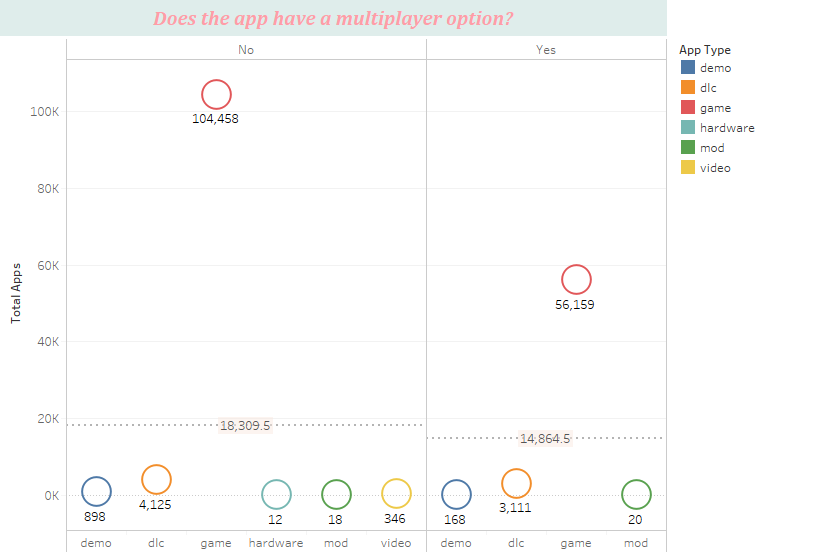 Does the app have a multiplayer option?
No
Yes
App Type
demo
dlc
game
hardware
mod
video
Total Apps
100K
80K
60K
40K
20K
0K
104,458
56,159
18,309.5
14,864.5
898
4,125
12
18
346
168
3,111
20
demo dlc game hardware mod video demo dlc game mod